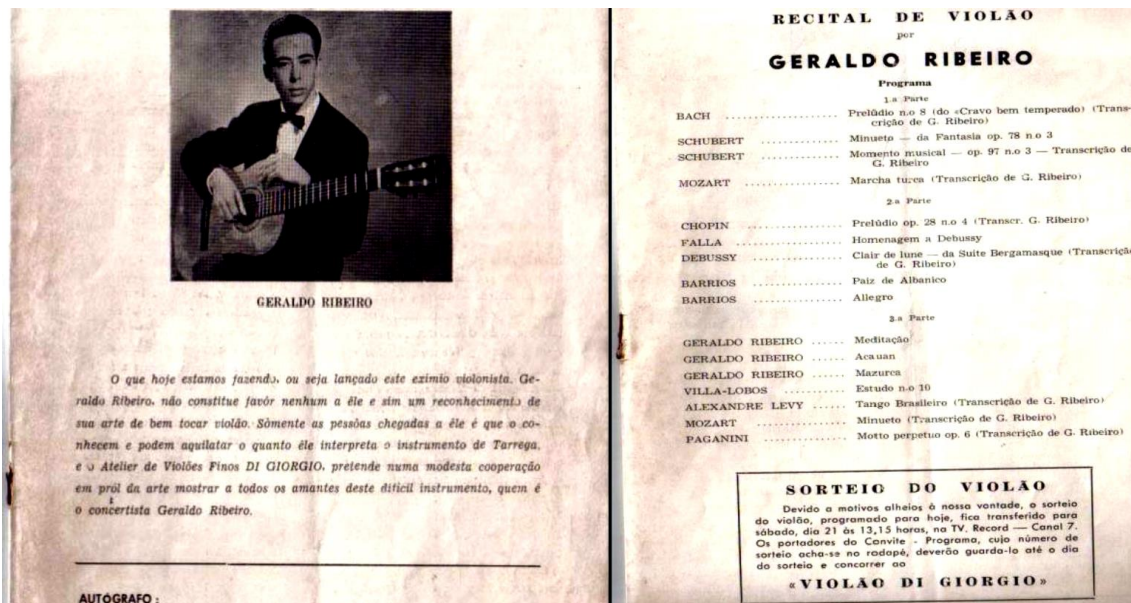 GERALDO RIBEIRO
O que hoje estamos fazendo, ou seja lançado este exímio violonista. Ge-
raldo Ribeiro, não constitue favôr nenhum a êle e sim um reconhecimento de
sua arte de bem tocar violão. Sòmente as pessôas chegadas a êle é que o co-
nhecem e podem aquilatar o quanto êle interpreta o instrumento de Tarrega.
e o Atelier de Violões Finos DI GIORGIO, pretende numa modesta cooperação
em pról da arte mostrar a todos os amantes deste dificil instrumento, quem é
o concertista Geraldo Ribeiro.
AUTÓGRAFO :
RECITAL DE VIOLÃO
por
GERALDO RIBEIRO
Programa
1.a Parte
BACH .................. Prelúdio n.o 8 (do «Cravo bem temperado) (Trans-
crição de G. Ribeiro)
SCHUBERT ............ Minueto — da Fantasia op. 78 n.o 3
SCHUBERT ............ Momento musical — op. 97 n.o 3 — Transcrição de
G. Ribeiro
MOZART ............... Marcha turca (Transcrição de G. Ribeiro)
2.a Parte
CHOPIN ............... Prelúdio op. 28 n.o 4 (Transcr. G. Ribeiro)
FALLA ................. Homenagem a Debussy
DEBUSSY .............. Clair de lune — da Suite Bergamasque (Transcrição
de G. Ribeiro)
BARRIOS .............. Paiz de Albanico
BARRIOS .............. Allegro
3.a Parte
GERALDO RIBEIRO ...... Meditação
GERALDO RIBEIRO ...... Acauan
GERALDO RIBEIRO ...... Mazurca
VILLA-LOBOS .......... Estudo n.o 10
ALEXANDRE LEVY ...... Tango Brasileiro (Transcrição de G. Ribeiro)
MOZART ............... Minueto (Transcrição de G. Ribeiro)
PAGANINI ............. Motto perpetuo op. 6 (Transcrição de G. Ribeiro)
SORTEIO DO VIOLÃO
Devido a motivos alheios à nossa vontade, o sorteio
do violão, programado para hoje, fica transferido para
sábado, dia 21 às 13,15 horas, na TV. Record — Canal 7.
Os portadores do Convite - Programa, cujo número de
sorteio acha-se no rodapé, deverão guarda-lo até o dia
do sorteio e concorrer ao
«VIOLÃO DI GIORGIO»